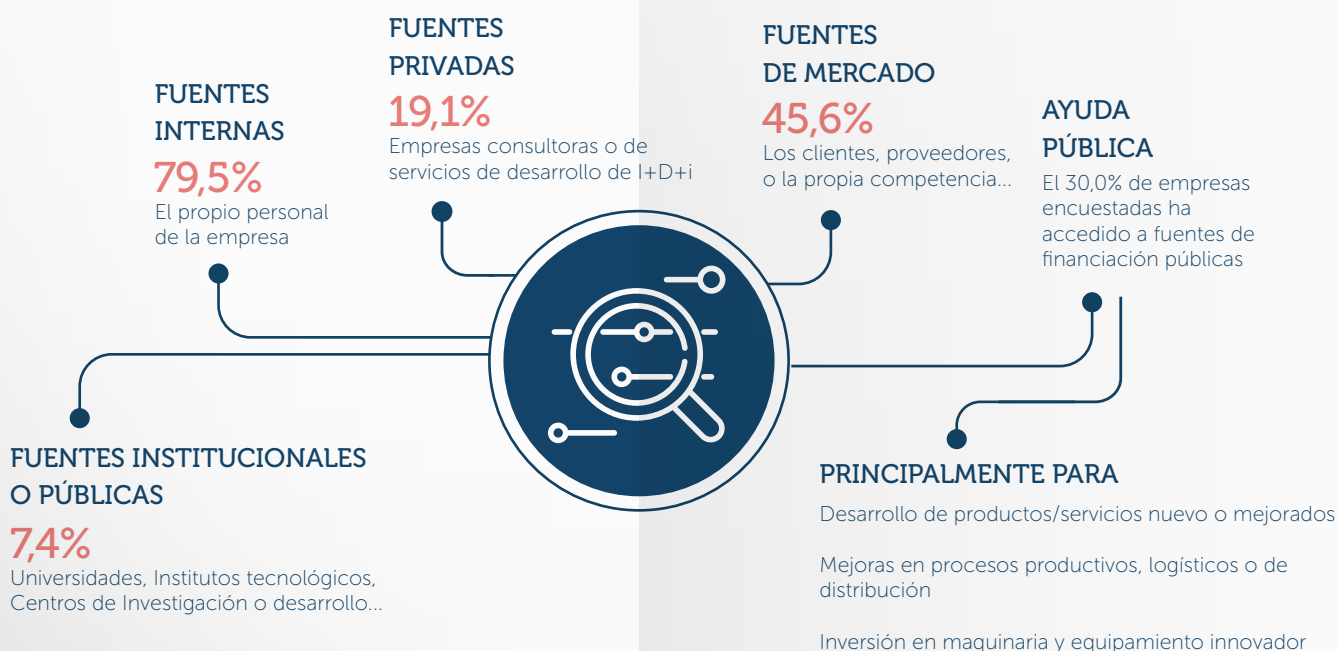 FUENTES
INTERNAS
79,5%
El propio personal
de la empresa
FUENTES
PRIVADAS
19,1%
Empresas consultoras o de
servicios de desarrollo de I+D+i
FUENTES
DE MERCADO
45,6%
Los clientes, proveedores,
o la propia competencia...
AYUDA
PÚBLICA
El 30,0% de empresas
encuestadas ha
accedido a fuentes de
financiación públicas
FUENTES INSTITUCIONALES
O PÚBLICAS
7,4%
Universidades, Institutos tecnológicos,
Centros de Investigación o desarrollo...
PRINCIPALMENTE PARA
Desarrollo de productos/servicios nuevo o mejorados
Mejoras en procesos productivos, logísticos o de
distribución
Inversión en maquinaria y equipamiento innovador